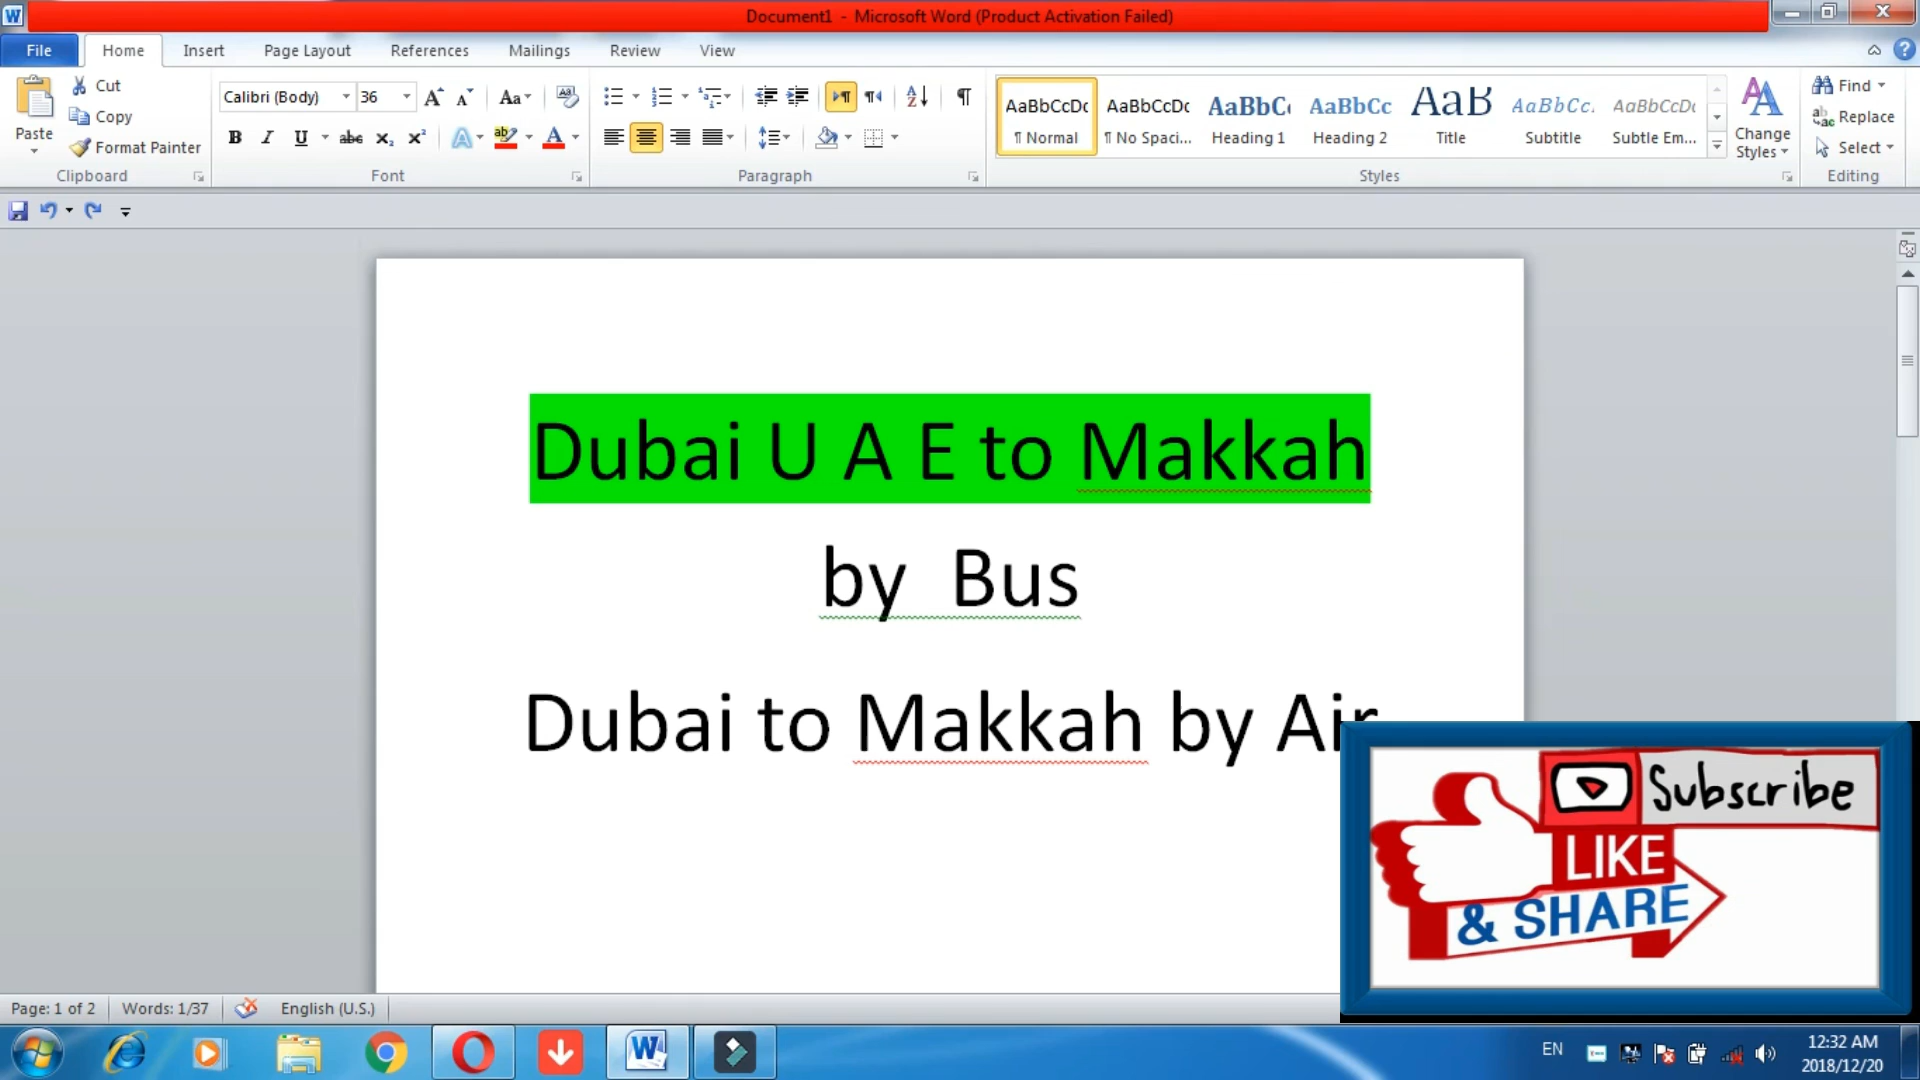 Document1 - Microsoft Word (Product Activation Failed)
File Home Insert Page Layout References Mailings Review View
Cut
Copy
Format Painter
Paste
Clipboard
Calibri (Body) 36
Font
Paragraph
AaBbCcDc AaBbCcDc AaBbC AaBbCc AaB AaBbCc. AaBbCcDc
¶ Normal ¶ No Spaci... Heading 1 Heading 2 Title Subtitle Subtle Em...
Change
Styles
Styles
Find
Replace
Select
Editing
Dubai U A E to Makkah
by Bus
Dubai to Makkah by Air
Subscribe
LIKE
& SHARE
Page: 1 of 2 Words: 1/37 English (U.S.)
EN
12:32 AM
2018/12/20